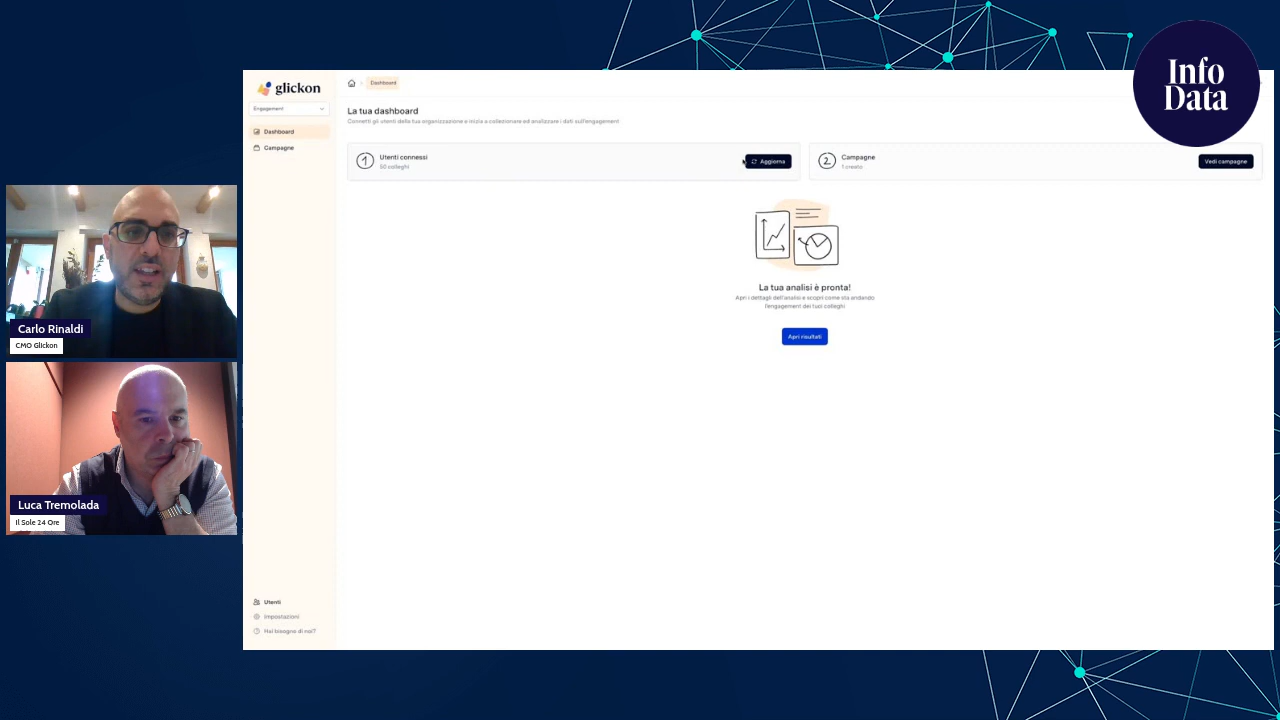 Info
Data
glickon
Engagement
Dashboard
Campagne
Dashboard
La tua dashboard
Connetti gli utenti della tua organizzazione e inizia a collezionare ed analizzare i dati sull'engagement
1
Utenti connessi
50 colleghi
Aggiorna
2
Campagne
1 creata
Vedi campagne
La tua analisi è pronta!
Apri i dettagli dell'analisi e scopri come sta andando
l'engagement dei tuoi colleghi
Apri risultati
Utenti
Impostazioni
Hai bisogno di noi?
Carlo Rinaldi
CMO Glickon
Luca Tremolada
Il Sole 24 Ore